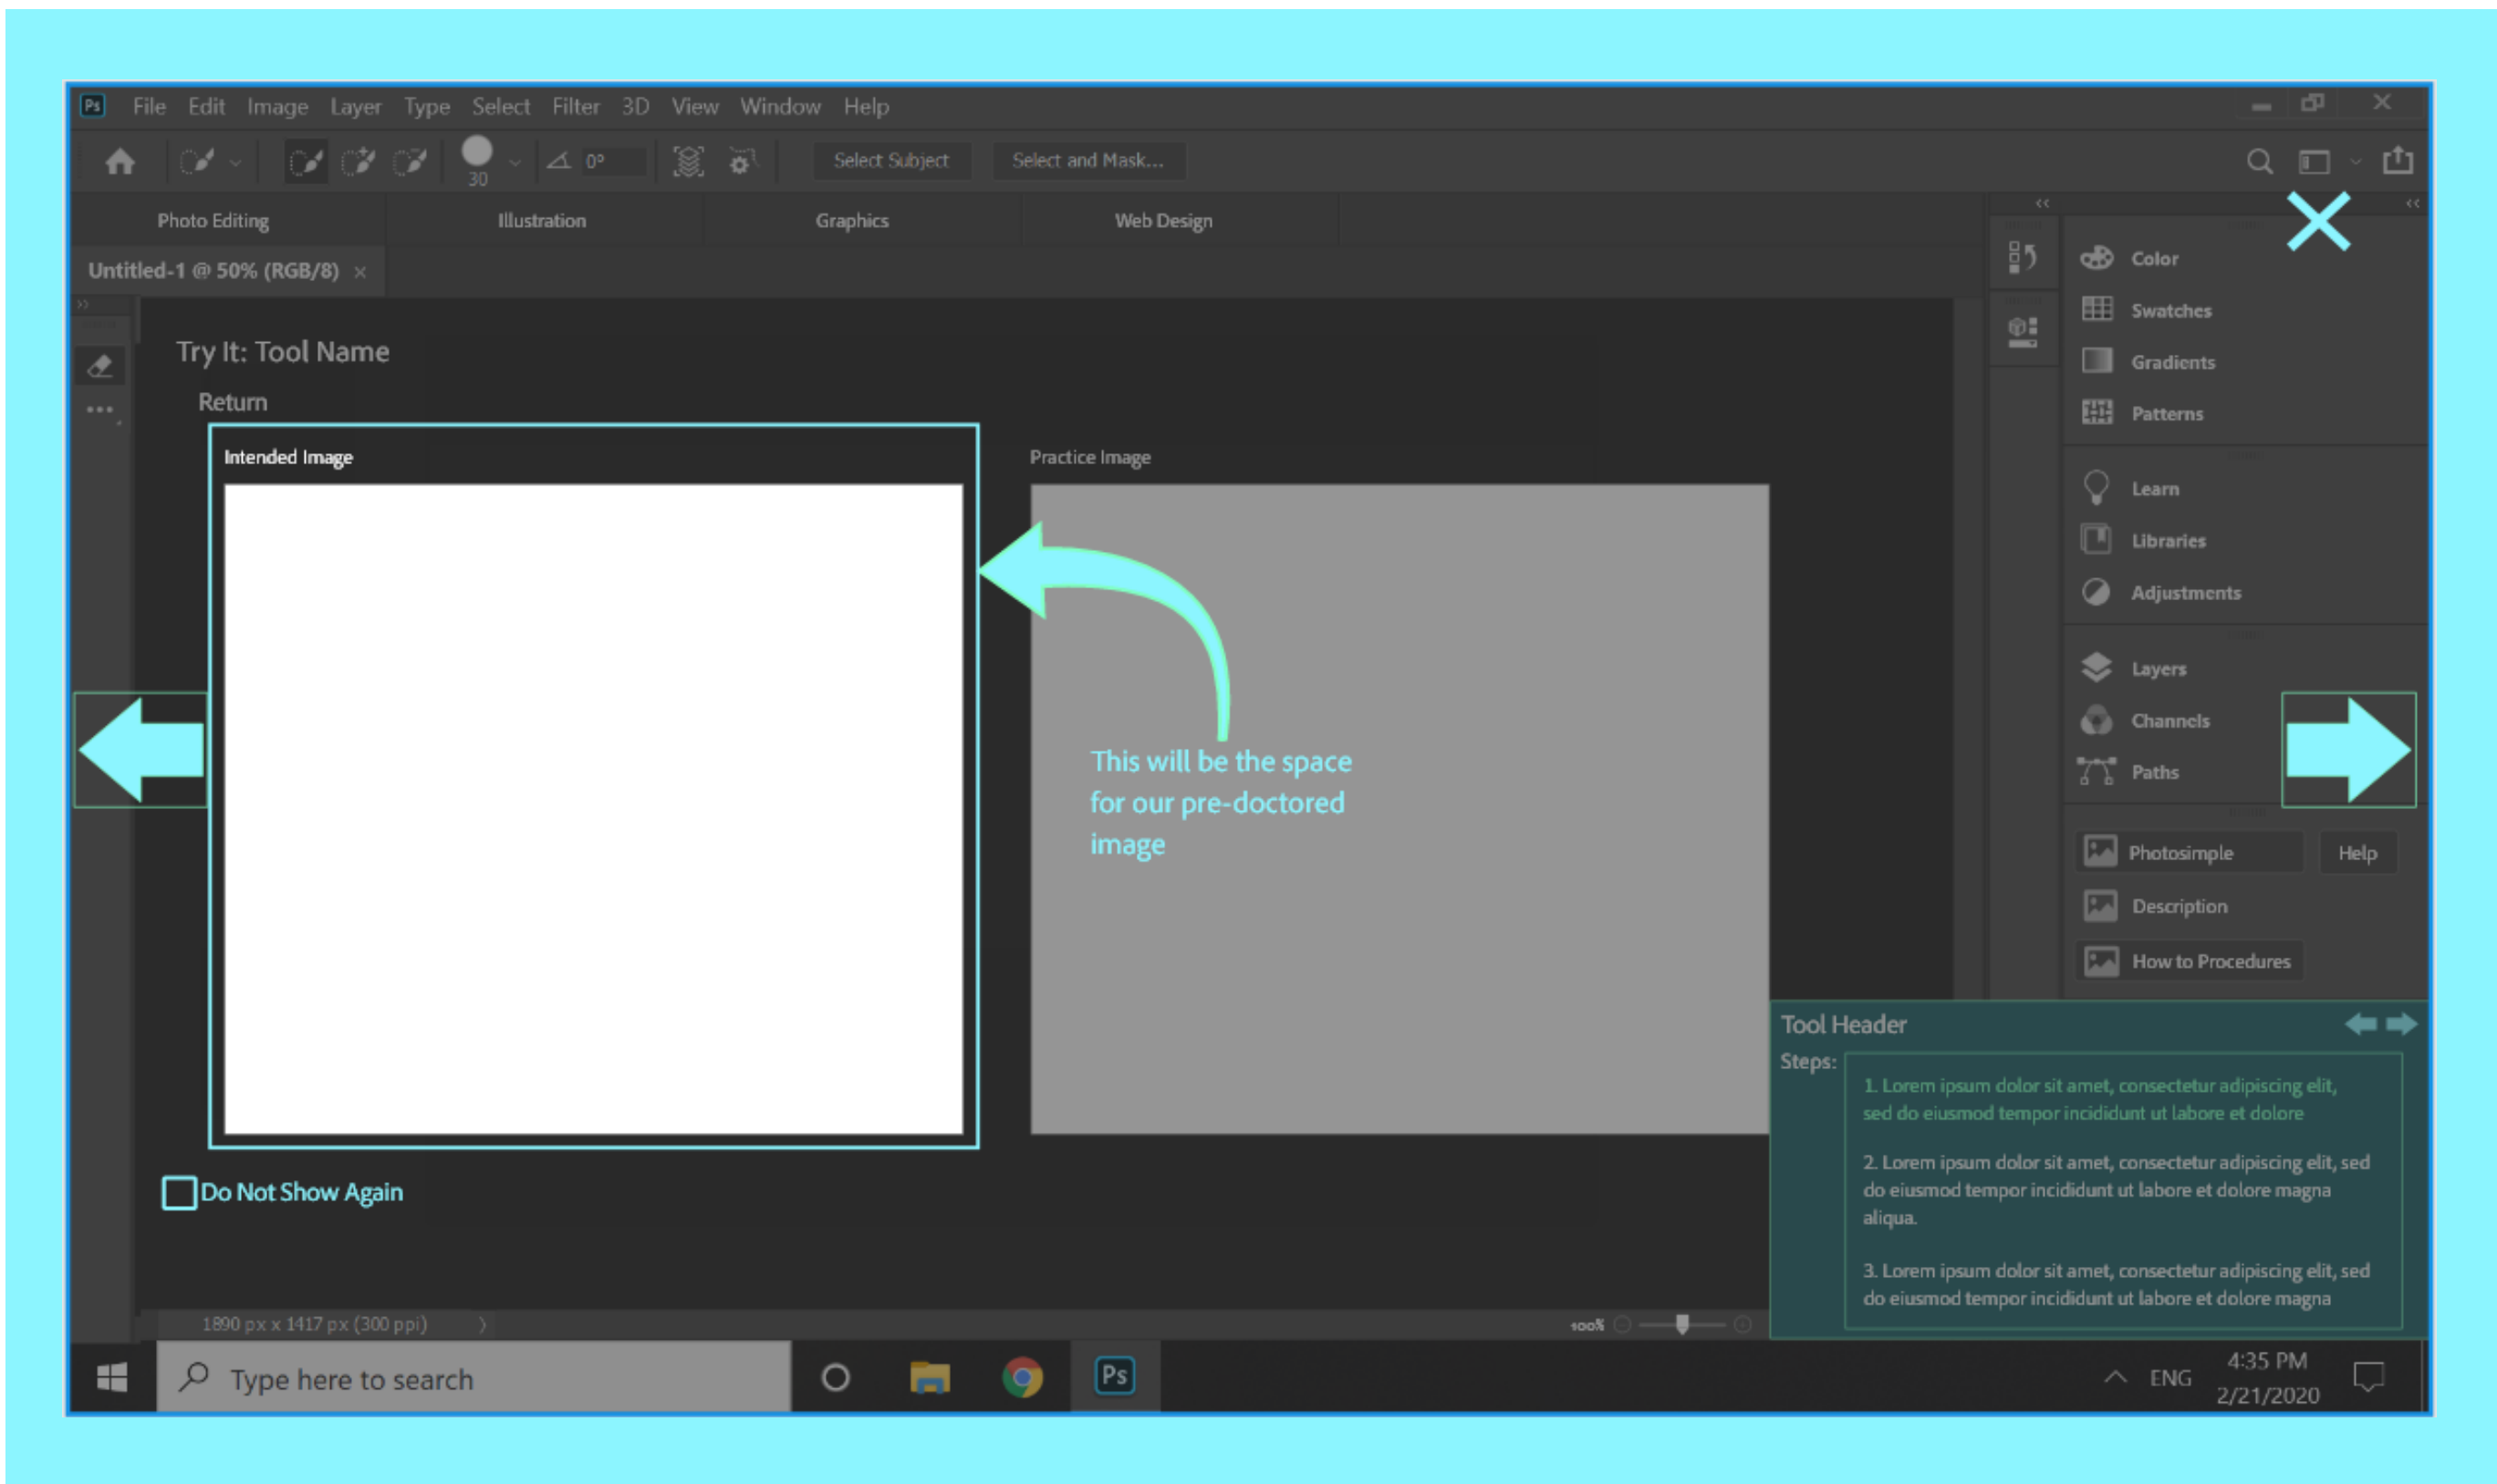 Ps File Edit Image Layer Type Select Filter 3D View Window Help
30 0° Select Subject Select and Mask...
Photo Editing Illustration Graphics Web Design
Untitled-1 @ 50% (RGB/8) ×
Color
Swatches
Gradients
Patterns
Learn
Libraries
Adjustments
Layers
Channels
Paths
Photosimple Help
Description
How to Procedures
Try It: Tool Name
Return
Intended Image
Practice Image
This will be the space
for our pre-doctored
image
Do Not Show Again
Tool Header
Steps:
1. Lorem ipsum dolor sit amet, consectetur adipiscing elit,
sed do eiusmod tempor incididunt ut labore et dolore
2. Lorem ipsum dolor sit amet, consectetur adipiscing elit, sed
do eiusmod tempor incididunt ut labore et dolore magna
aliqua.
3. Lorem ipsum dolor sit amet, consectetur adipiscing elit, sed
do eiusmod tempor incididunt ut labore et dolore magna
1890 px x 1417 px (300 ppi)
100%
Type here to search
Ps
ENG
4:35 PM
2/21/2020